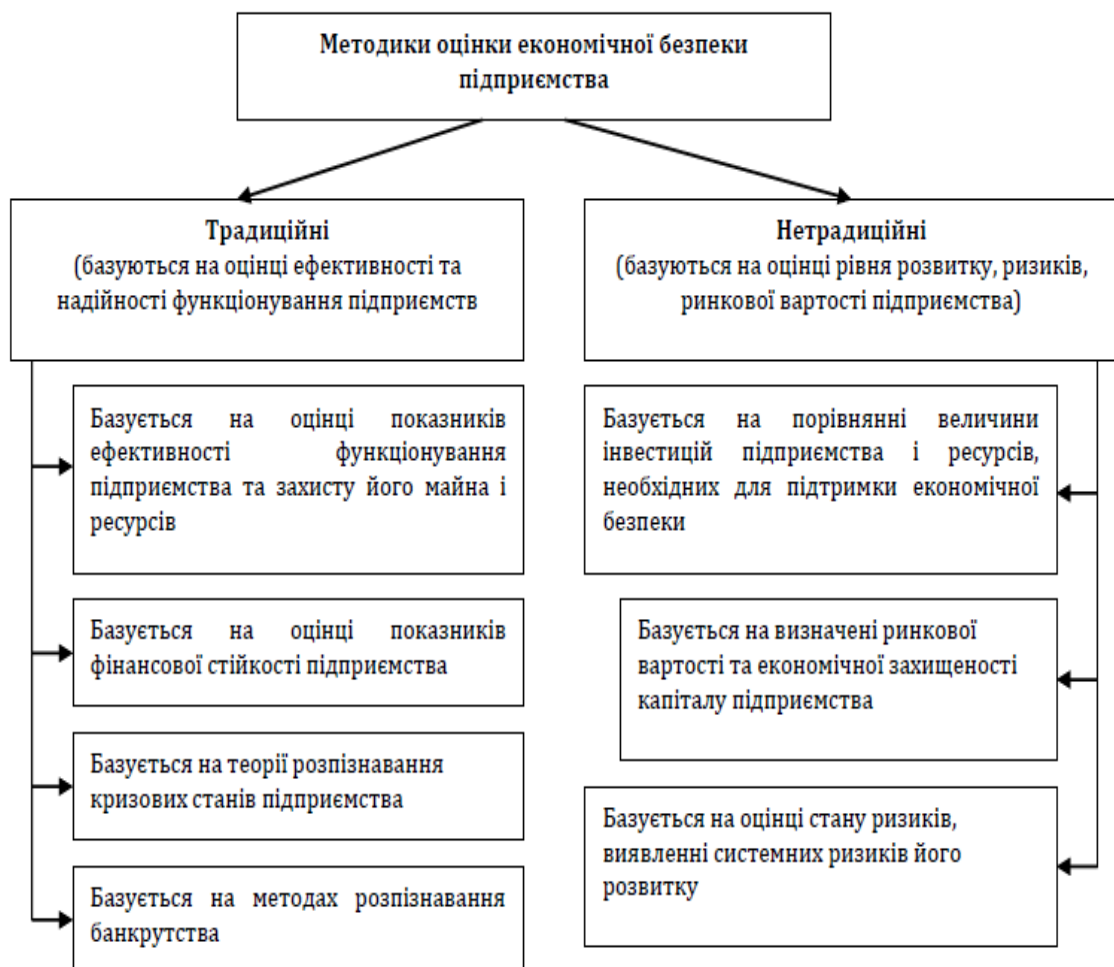 Методики оцінки економічної безпеки
підприємства
Традиційні
(базуються на оцінці ефективності та
надійності функціонування підприємств
Нетрадиційні
(базуються на оцінці рівня розвитку, ризиків,
ринкової вартості підприємства)
Базується на оцінці показників
ефективності функціонування
підприємства та захисту його майна і
ресурсів
Базується на оцінці показників
фінансової стійкості підприємства
Базується на теорії розпізнавання
кризових станів підприємства
Базується на методах розпізнавання
банкрутства
Базується на порівнянні величини
інвестицій підприємства і ресурсів,
необхідних для підтримки економічної
безпеки
Базується на визначені ринкової
вартості та економічної захищеності
капіталу підприємства
Базується на оцінці стану ризиків,
виявленні системних ризиків його
розвитку